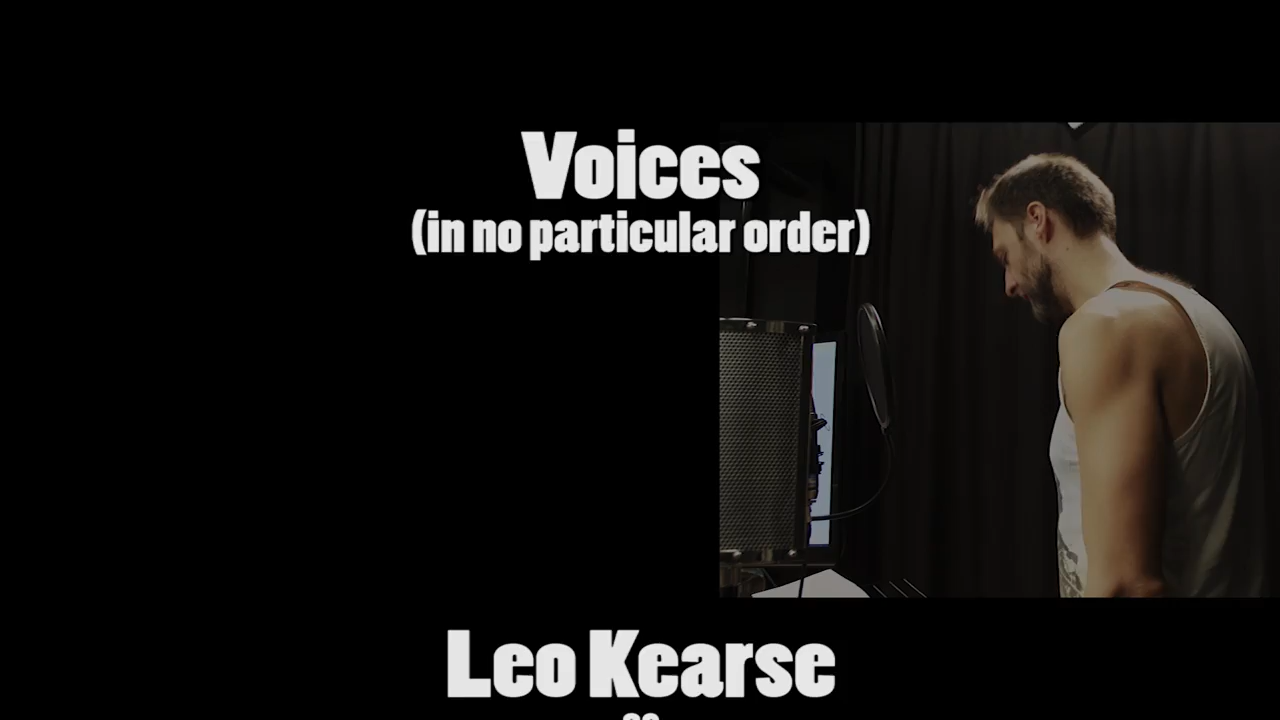 Voices
(in no particular order)
Leo Kearse